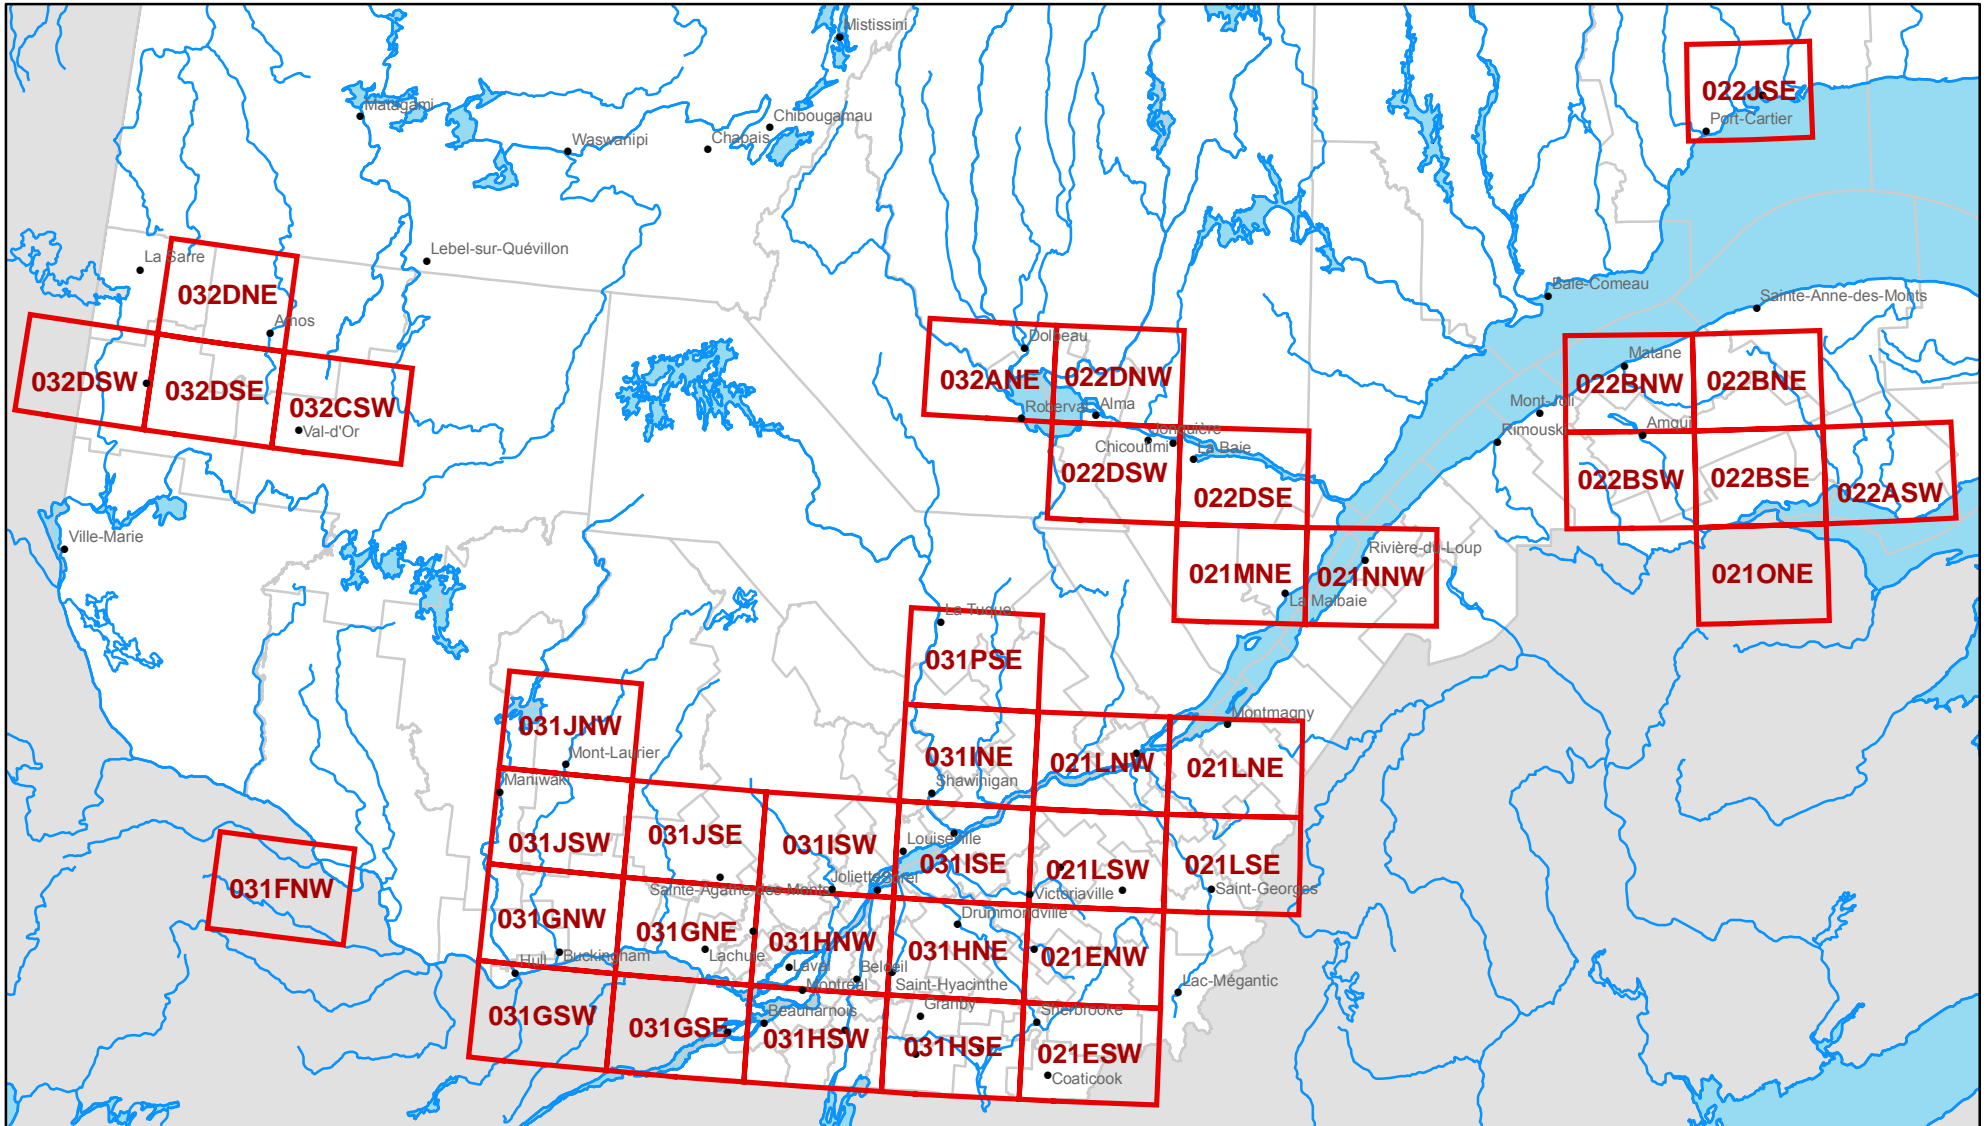 Mistissini
022JSE
Matagami
Port-Cartier
Chibougamau
Waswanipi
Chapais
La Sarre
Lebel-sur-Quévillon
032DNE
Baie-Comeau
Sainte-Anne-des-Monts
Amos
Dolbeau
Matane
032DSW
032DSE
032ANE
022DNW
022BNW
022BNE
032CSW
Roberval
Alma
Mont-Joli
Val-d'Or
Jonquière
Chicoutimi
La Baie
Rimouski
Amqui
022DSW
022DSE
022BSW
022BSE
022ASW
Ville-Marie
Rivière-du-Loup
021MNE
021NNW
021ONE
La Malbaie
La Tuque
031PSE
031JNW
Montmagny
Mont-Laurier
031INE
021LNW
021LNE
Maniwaki
Shawinigan
031JSW
031JSE
031ISW
Louiseville
031ISE
021LSW
021LSE
031FNW
Sainte-Agathe-des-Monts
Joliette
Sorel
Victoriaville
Saint-Georges
031GNW
031GNE
031HNW
Drummondville
031HNE
021ENW
Hull
Buckingham
Lachute
Laval
Beloeil
Lac-Mégantic
Montréal
Saint-Hyacinthe
031GSW
031GSE
Beauharnois
031HSW
Granby
031HSE
Sherbrooke
021ESW
Coaticook